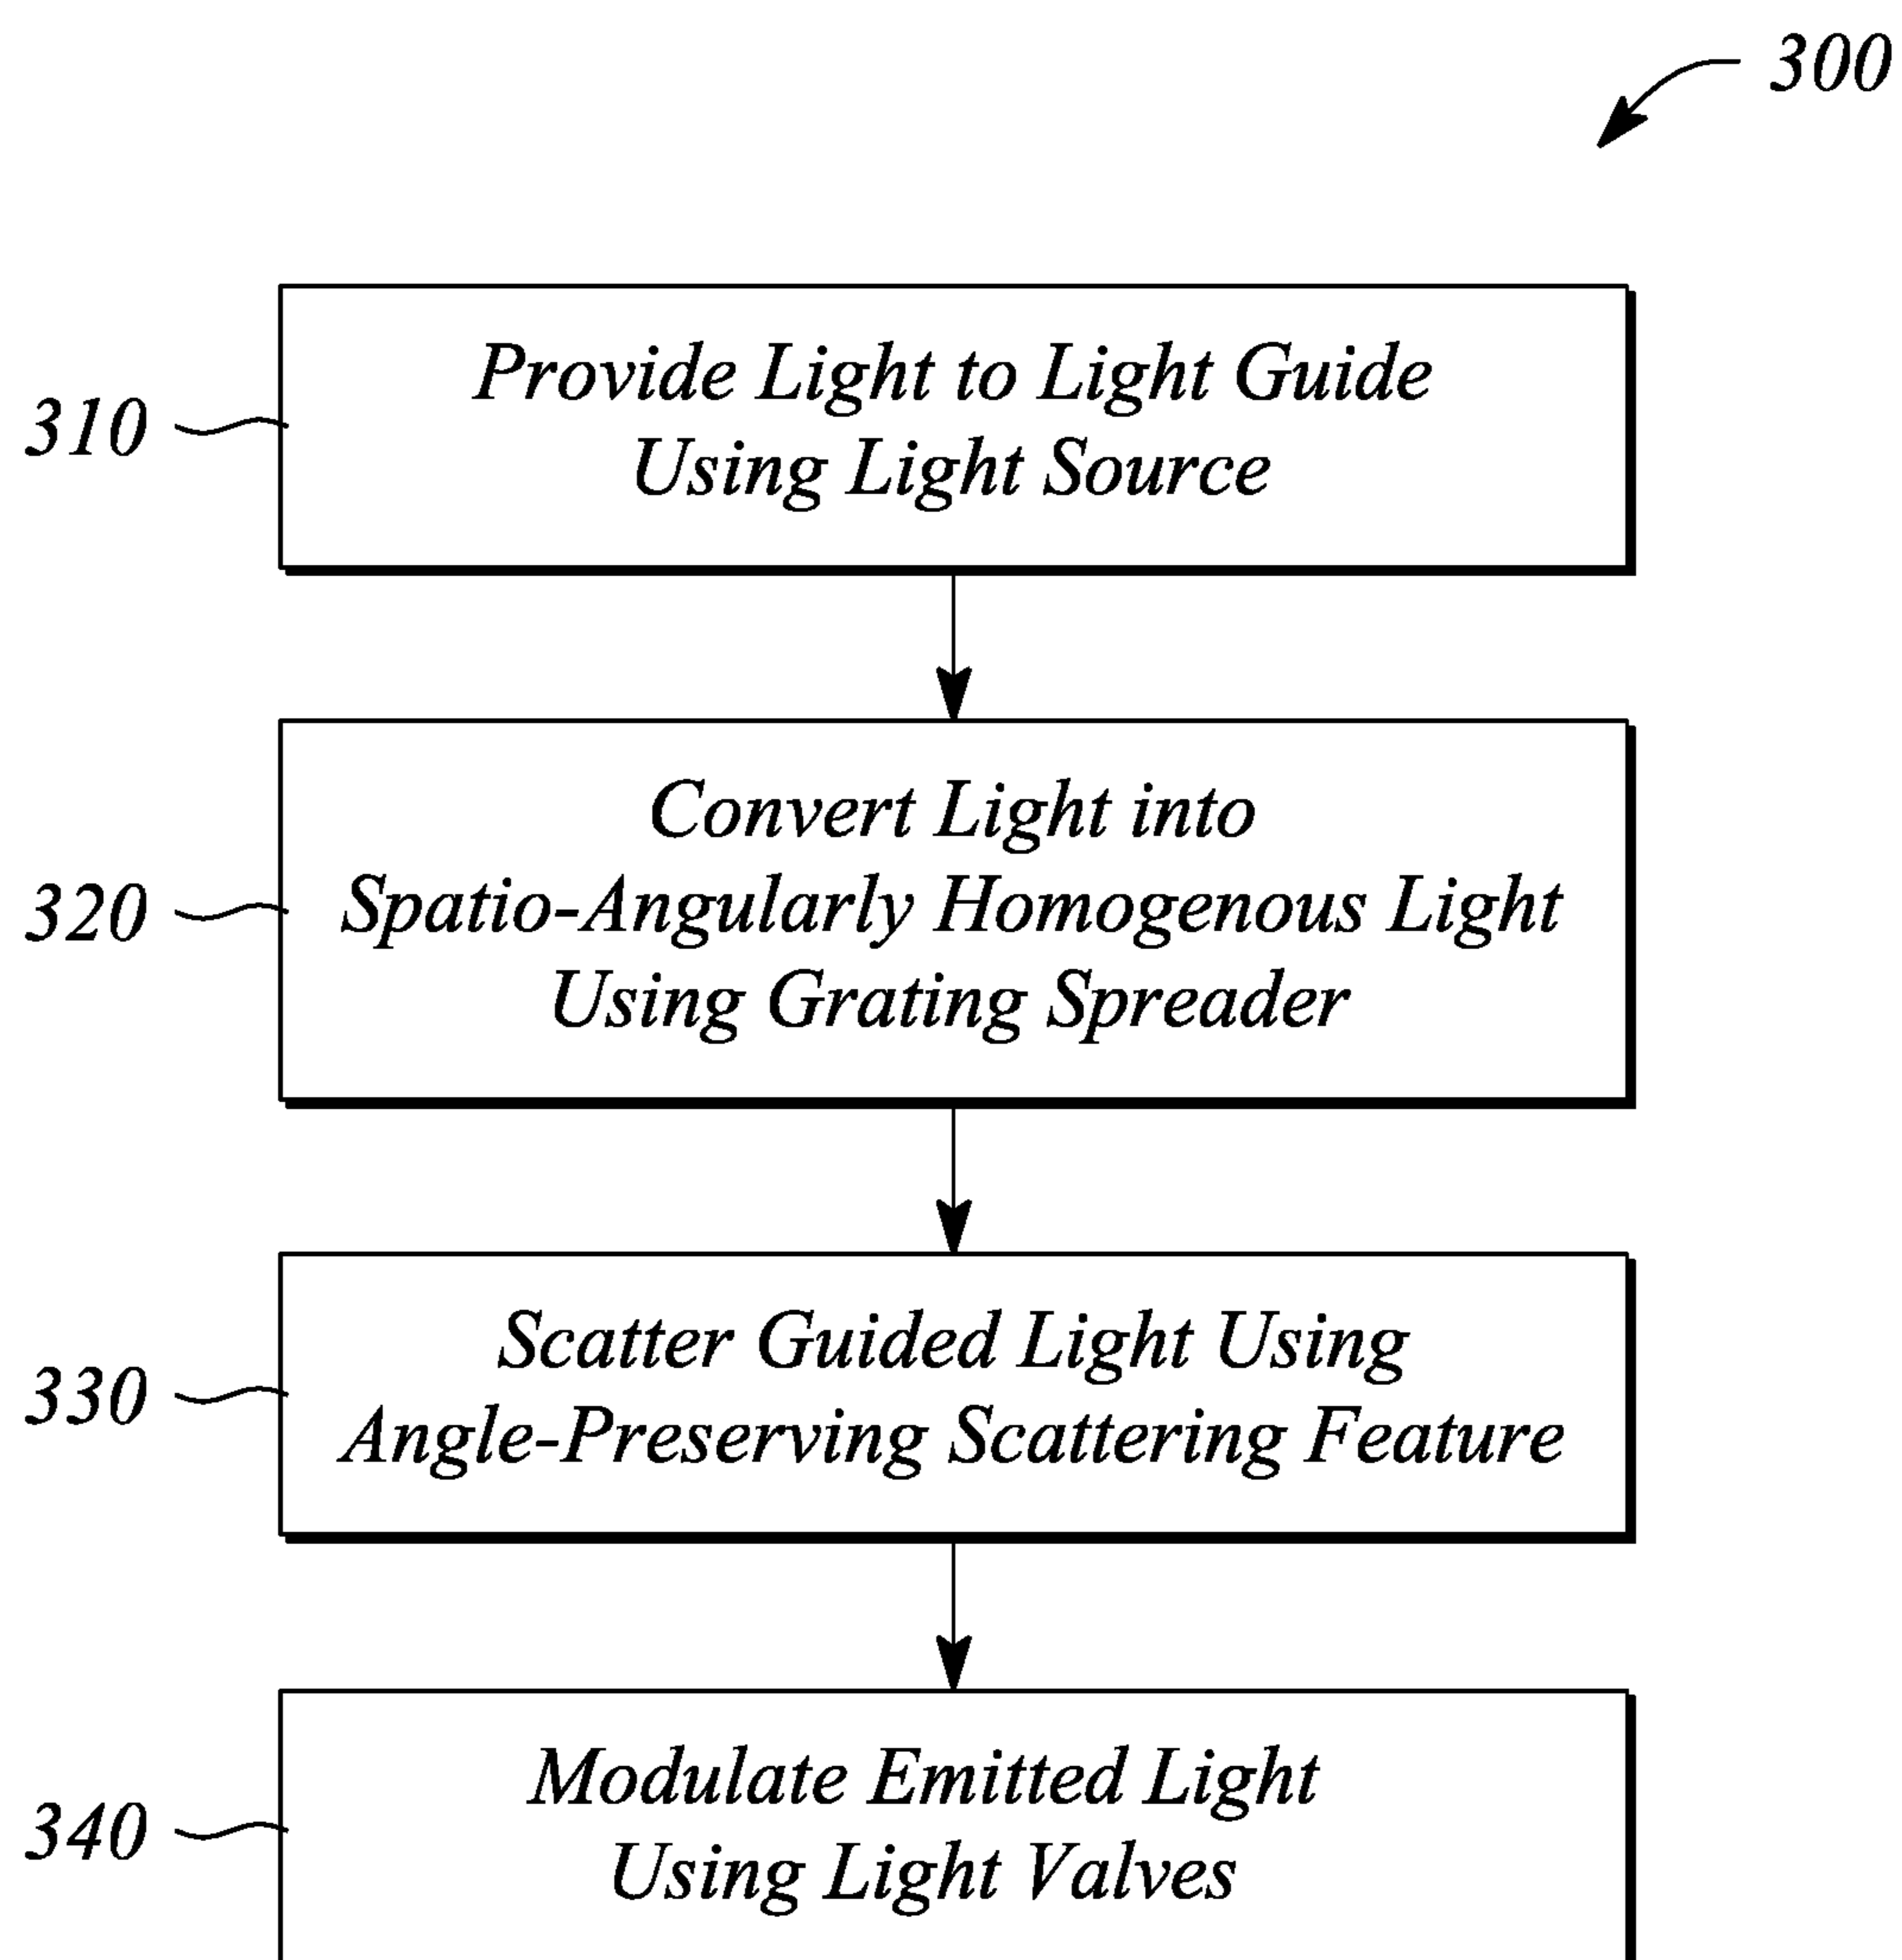 300
Provide Light to Light Guide
Using Light Source
310
Convert Light into
Spatio-Angularly Homogenous Light
Using Grating Spreader
320
Scatter Guided Light Using
Angle-Preserving Scattering Feature
330
Modulate Emitted Light
Using Light Valves
340